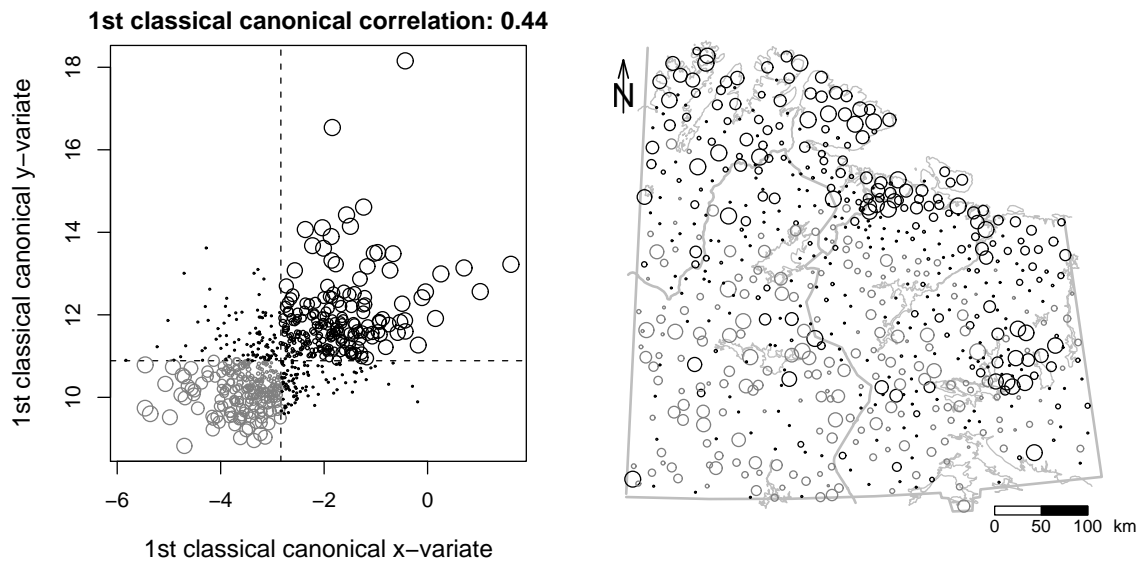 1st classical canonical correlation: 0.44
18
16
14
12
10
1st classical canonical y−variate
−6
−4
−2
0
1st classical canonical x−variate
N
0 50 100 km